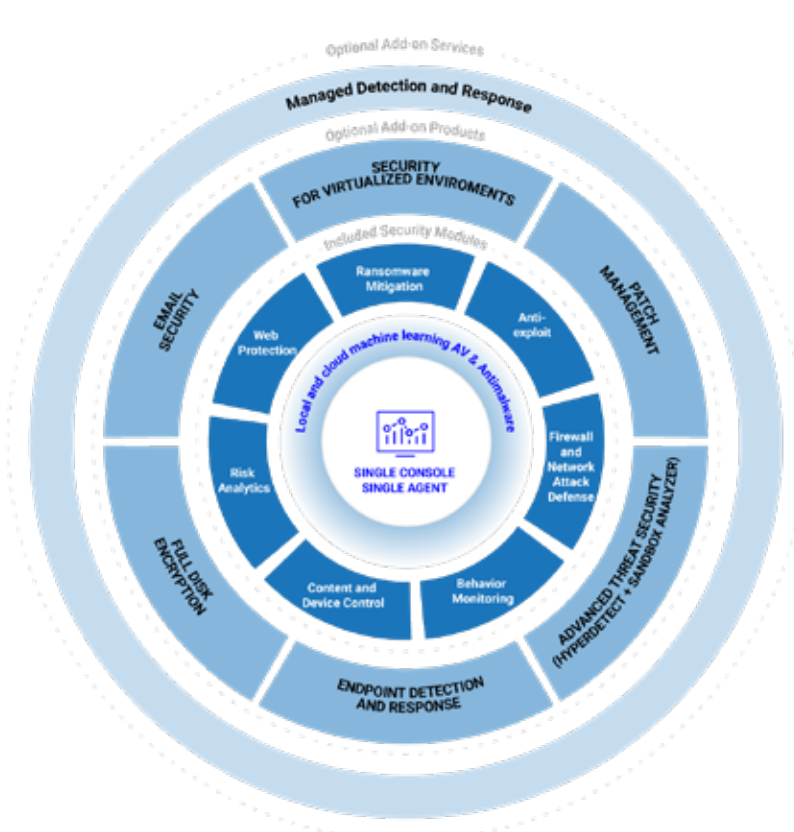 Optional Add-on Services
Managed Detection and Response
Optional Add-on Products
SECURITY
FOR VIRTUALIZED ENVIROMENTS
EMAIL
SECURITY
PATCH
MANAGEMENT
Included Security Modules
Ransomware
Mitigation
Web
Protection
Anti-
exploit
Local and cloud machine learning AV & Antimalware
SINGLE CONSOLE
SINGLE AGENT
Risk
Analytics
Firewall
and
Network
Attack
Defense
Content and
Device Control
Behavior
Monitoring
FULL DISK
ENCRYPTION
ADVANCED THREAT SECURITY
(HYPERDETECT + SANDBOX ANALYZER)
ENDPOINT DETECTION
AND RESPONSE